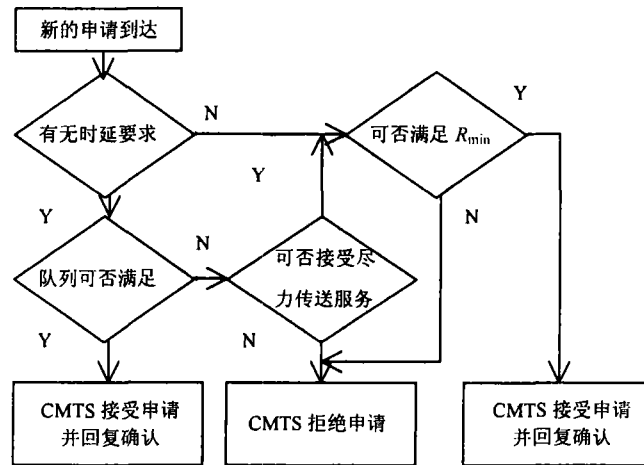 新的申请到达
N
Y
有无时延要求
可否满足 Rmin
Y
Y
N
N
队列可否满足
可否接受尽
力传送服务
Y
N
CMTS 接受申请
并回复确认
CMTS 拒绝申请
CMTS 接受申请
并回复确认